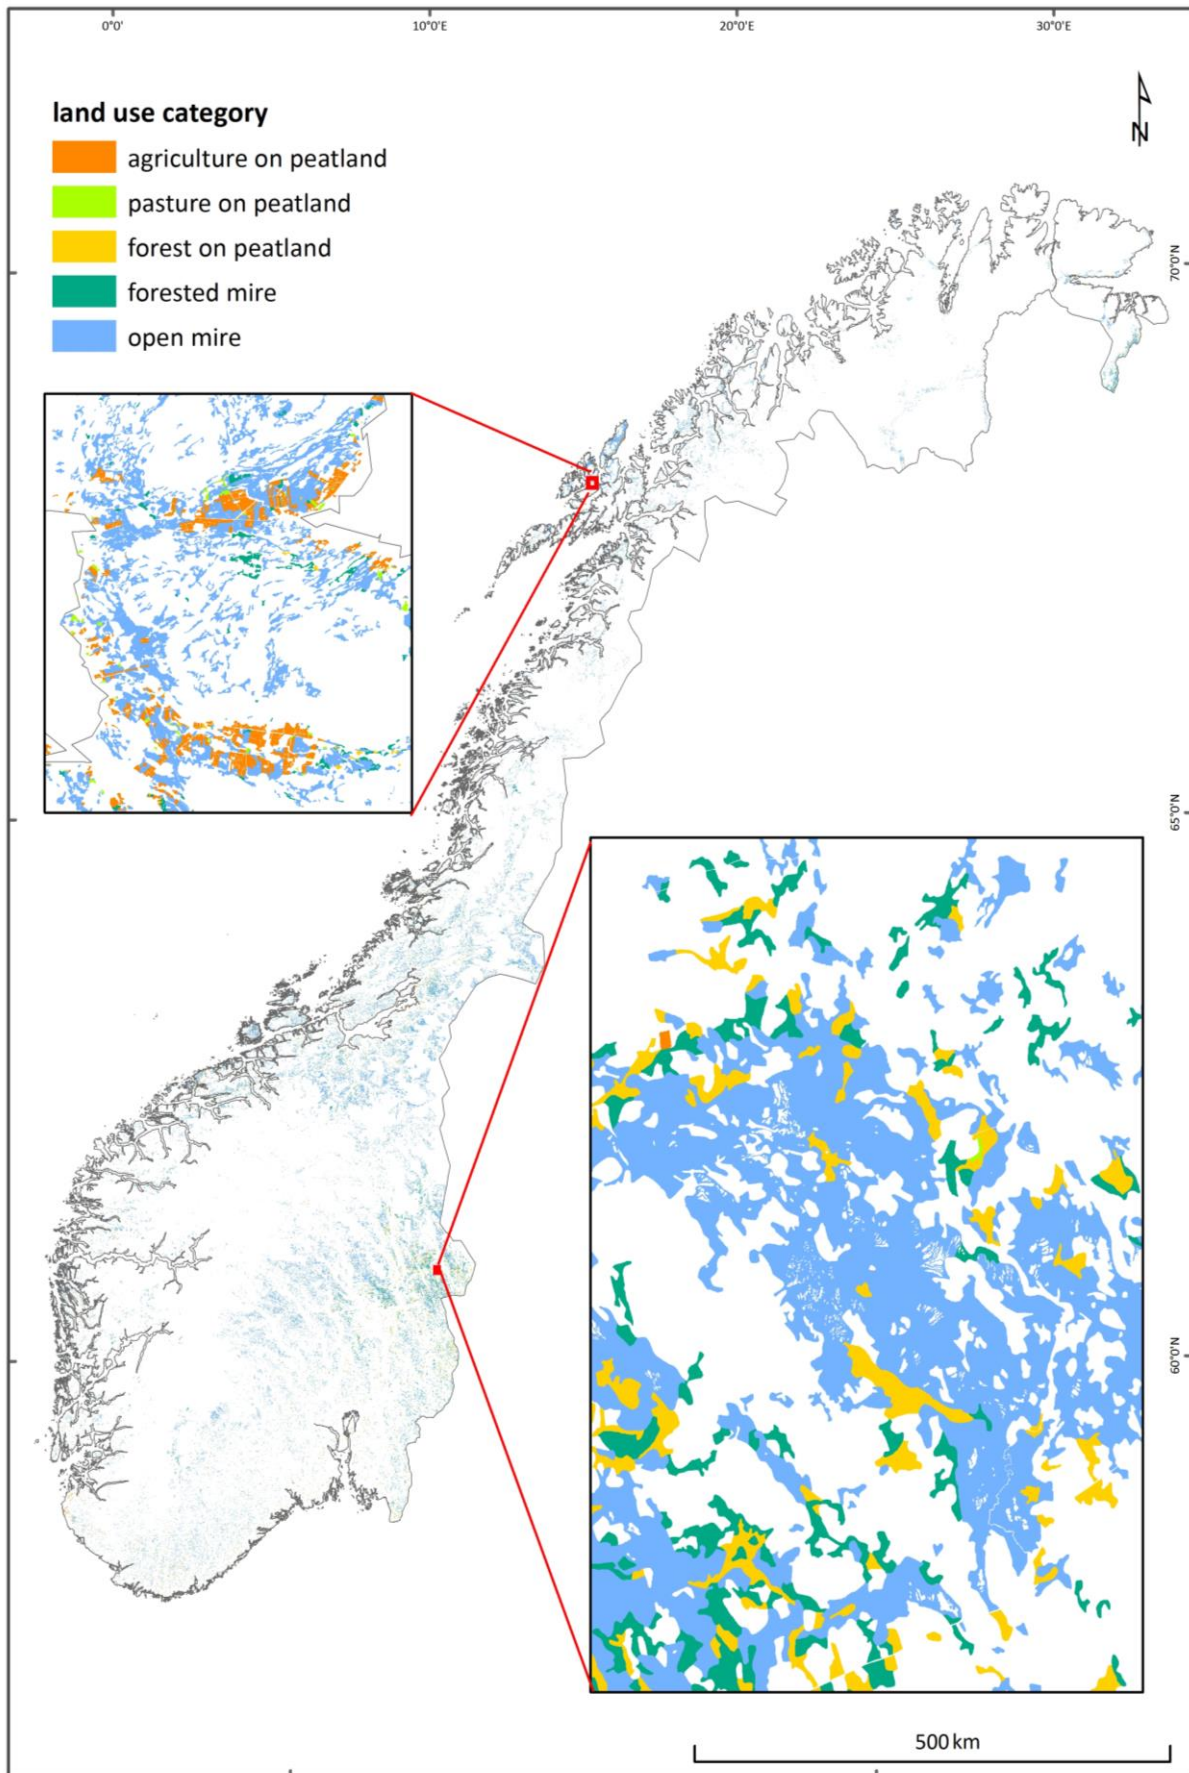 0°0'
10°0'E
20°0'E
30°0'E
N
land use category
agriculture on peatland
pasture on peatland
forest on peatland
forested mire
open mire
70°0'N
65°0'N
60°0'N
500 km